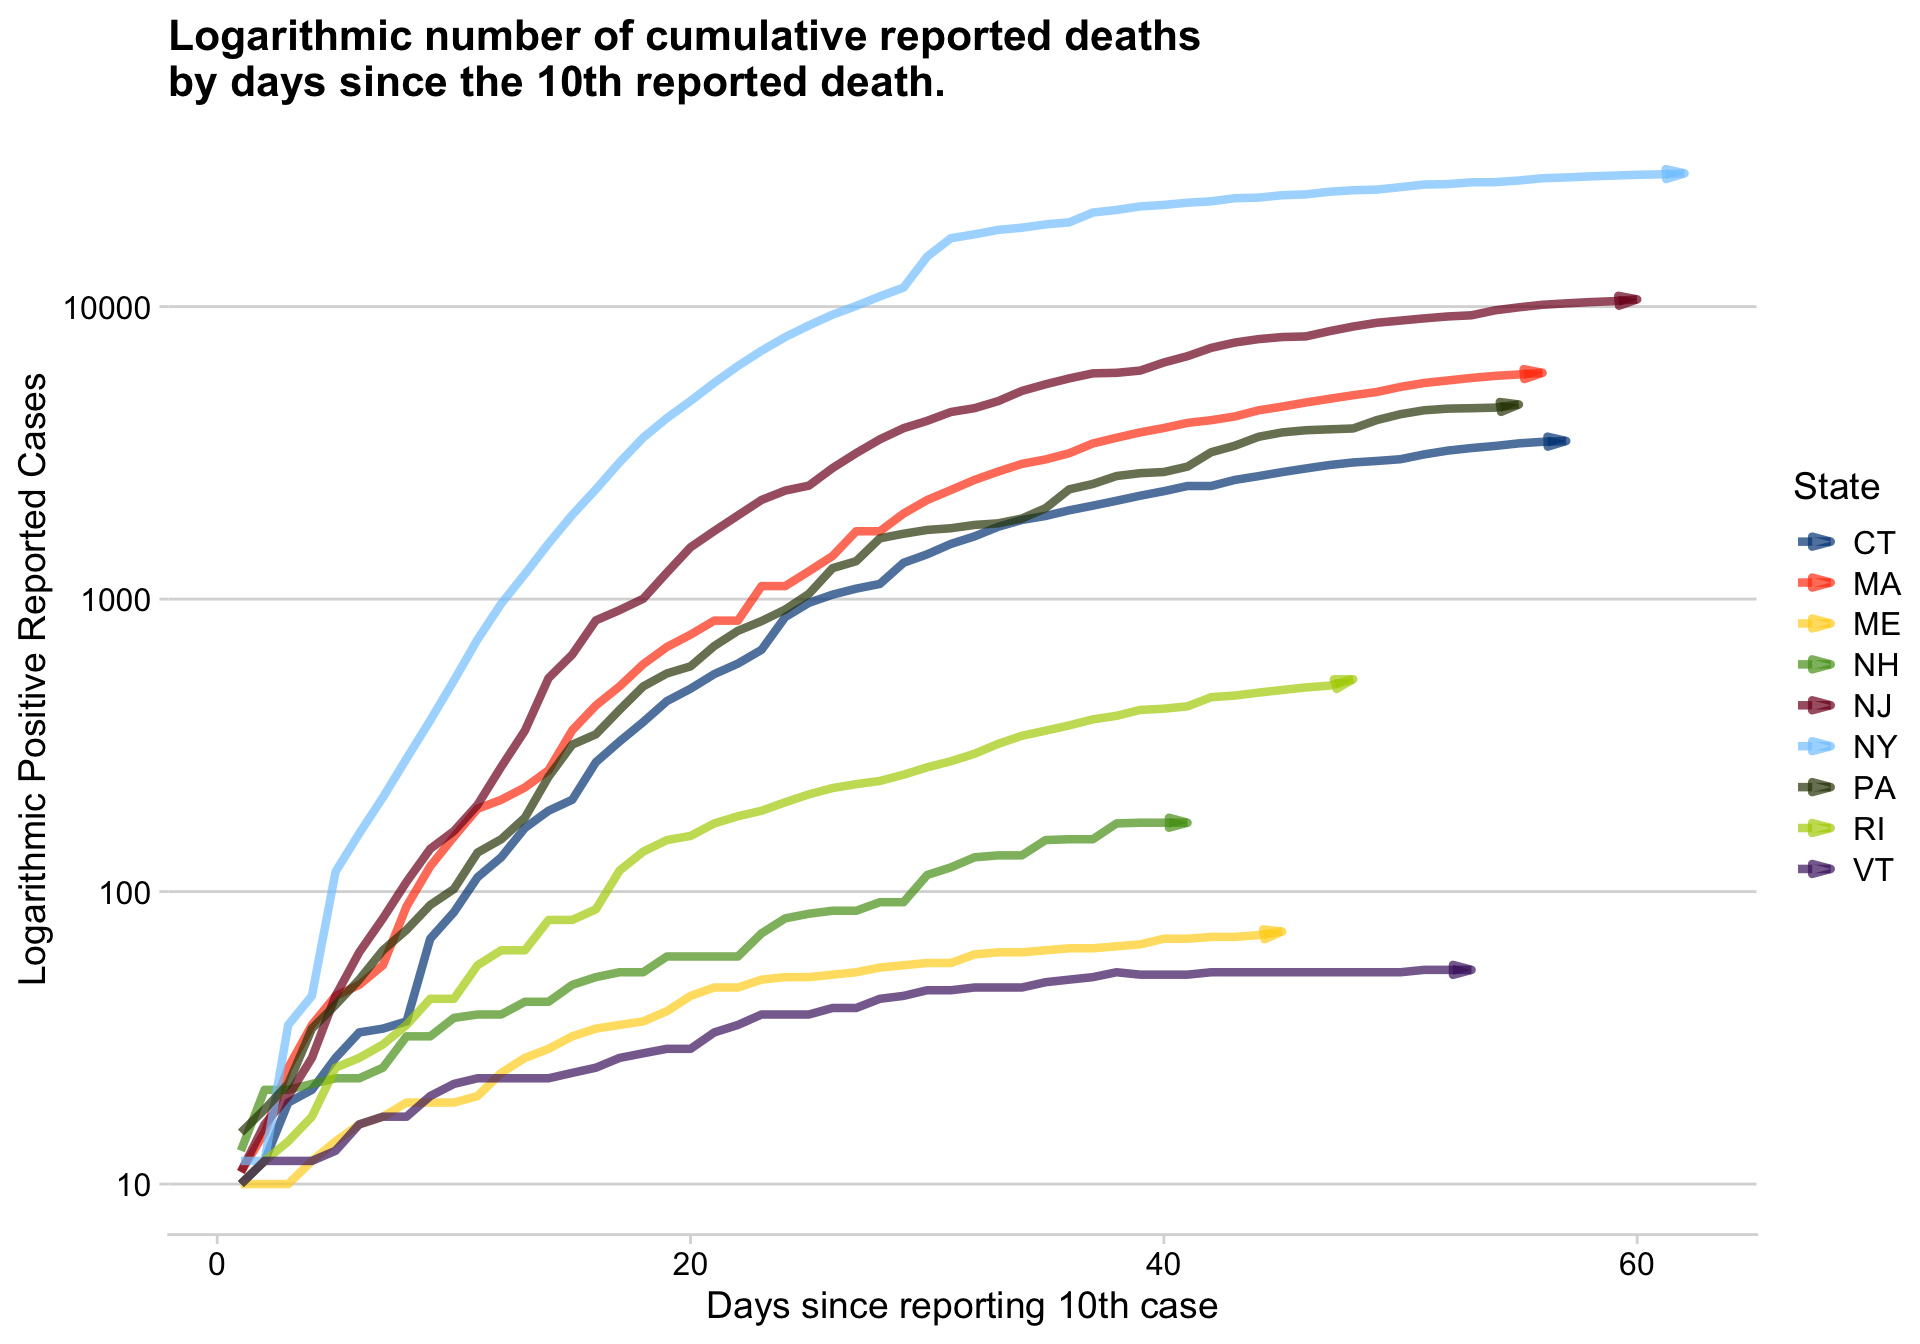 Logarithmic number of cumulative reported deaths
by days since the 10th reported death.
Logarithmic Positive Reported Cases
10000
1000
100
10
0
20
40
60
Days since reporting 10th case
State
CT
MA
ME
NH
NJ
NY
PA
RI
VT